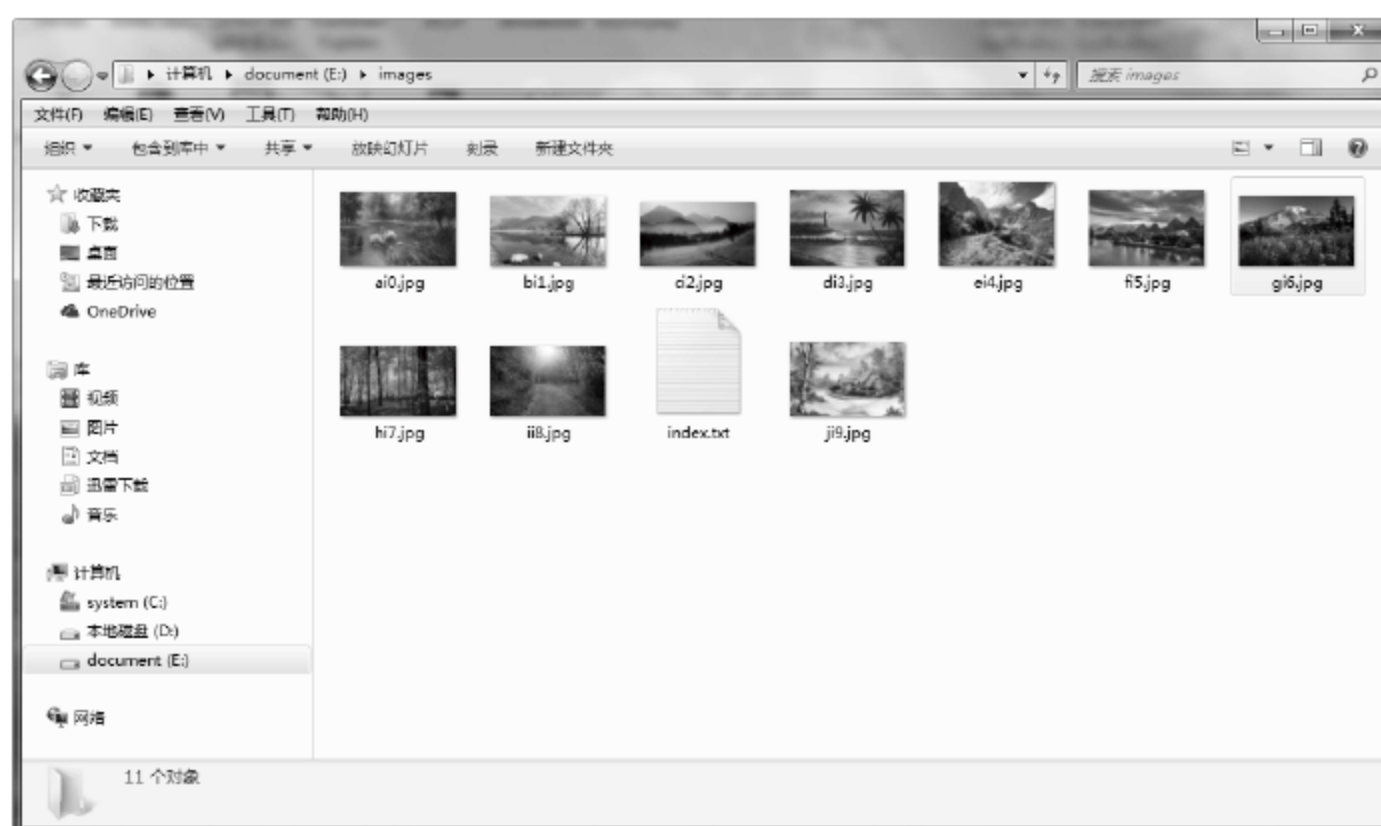 计算机 ▸ document (E:) ▸ images
搜索 images
文件(F) 编辑(E) 查看(V) 工具(T) 帮助(H)
组织 包含到库中 共享 放映幻灯片 刻录 新建文件夹
收藏夹
下载
桌面
最近访问的位置
OneDrive
库
视频
图片
文档
迅雷下载
音乐
计算机
system (C:)
本地磁盘 (D:)
document (E:)
网络
ai0.jpg bi1.jpg ci2.jpg di3.jpg ei4.jpg fi5.jpg gi6.jpg
hi7.jpg ii8.jpg index.txt ji9.jpg
11 个对象